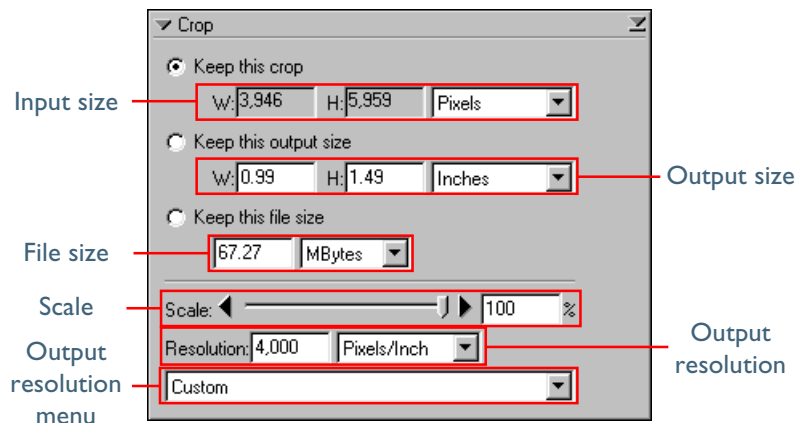 Crop
Keep this crop
Input size
W: 3,946 H: 5,959 Pixels
Keep this output size
W: 0.99 H: 1.49 Inches
Output size
Keep this file size
File size
67.27 MBytes
Scale
Scale: 100 %
Resolution: 4,000 Pixels/Inch
Output
resolution
Output
resolution
menu
Custom